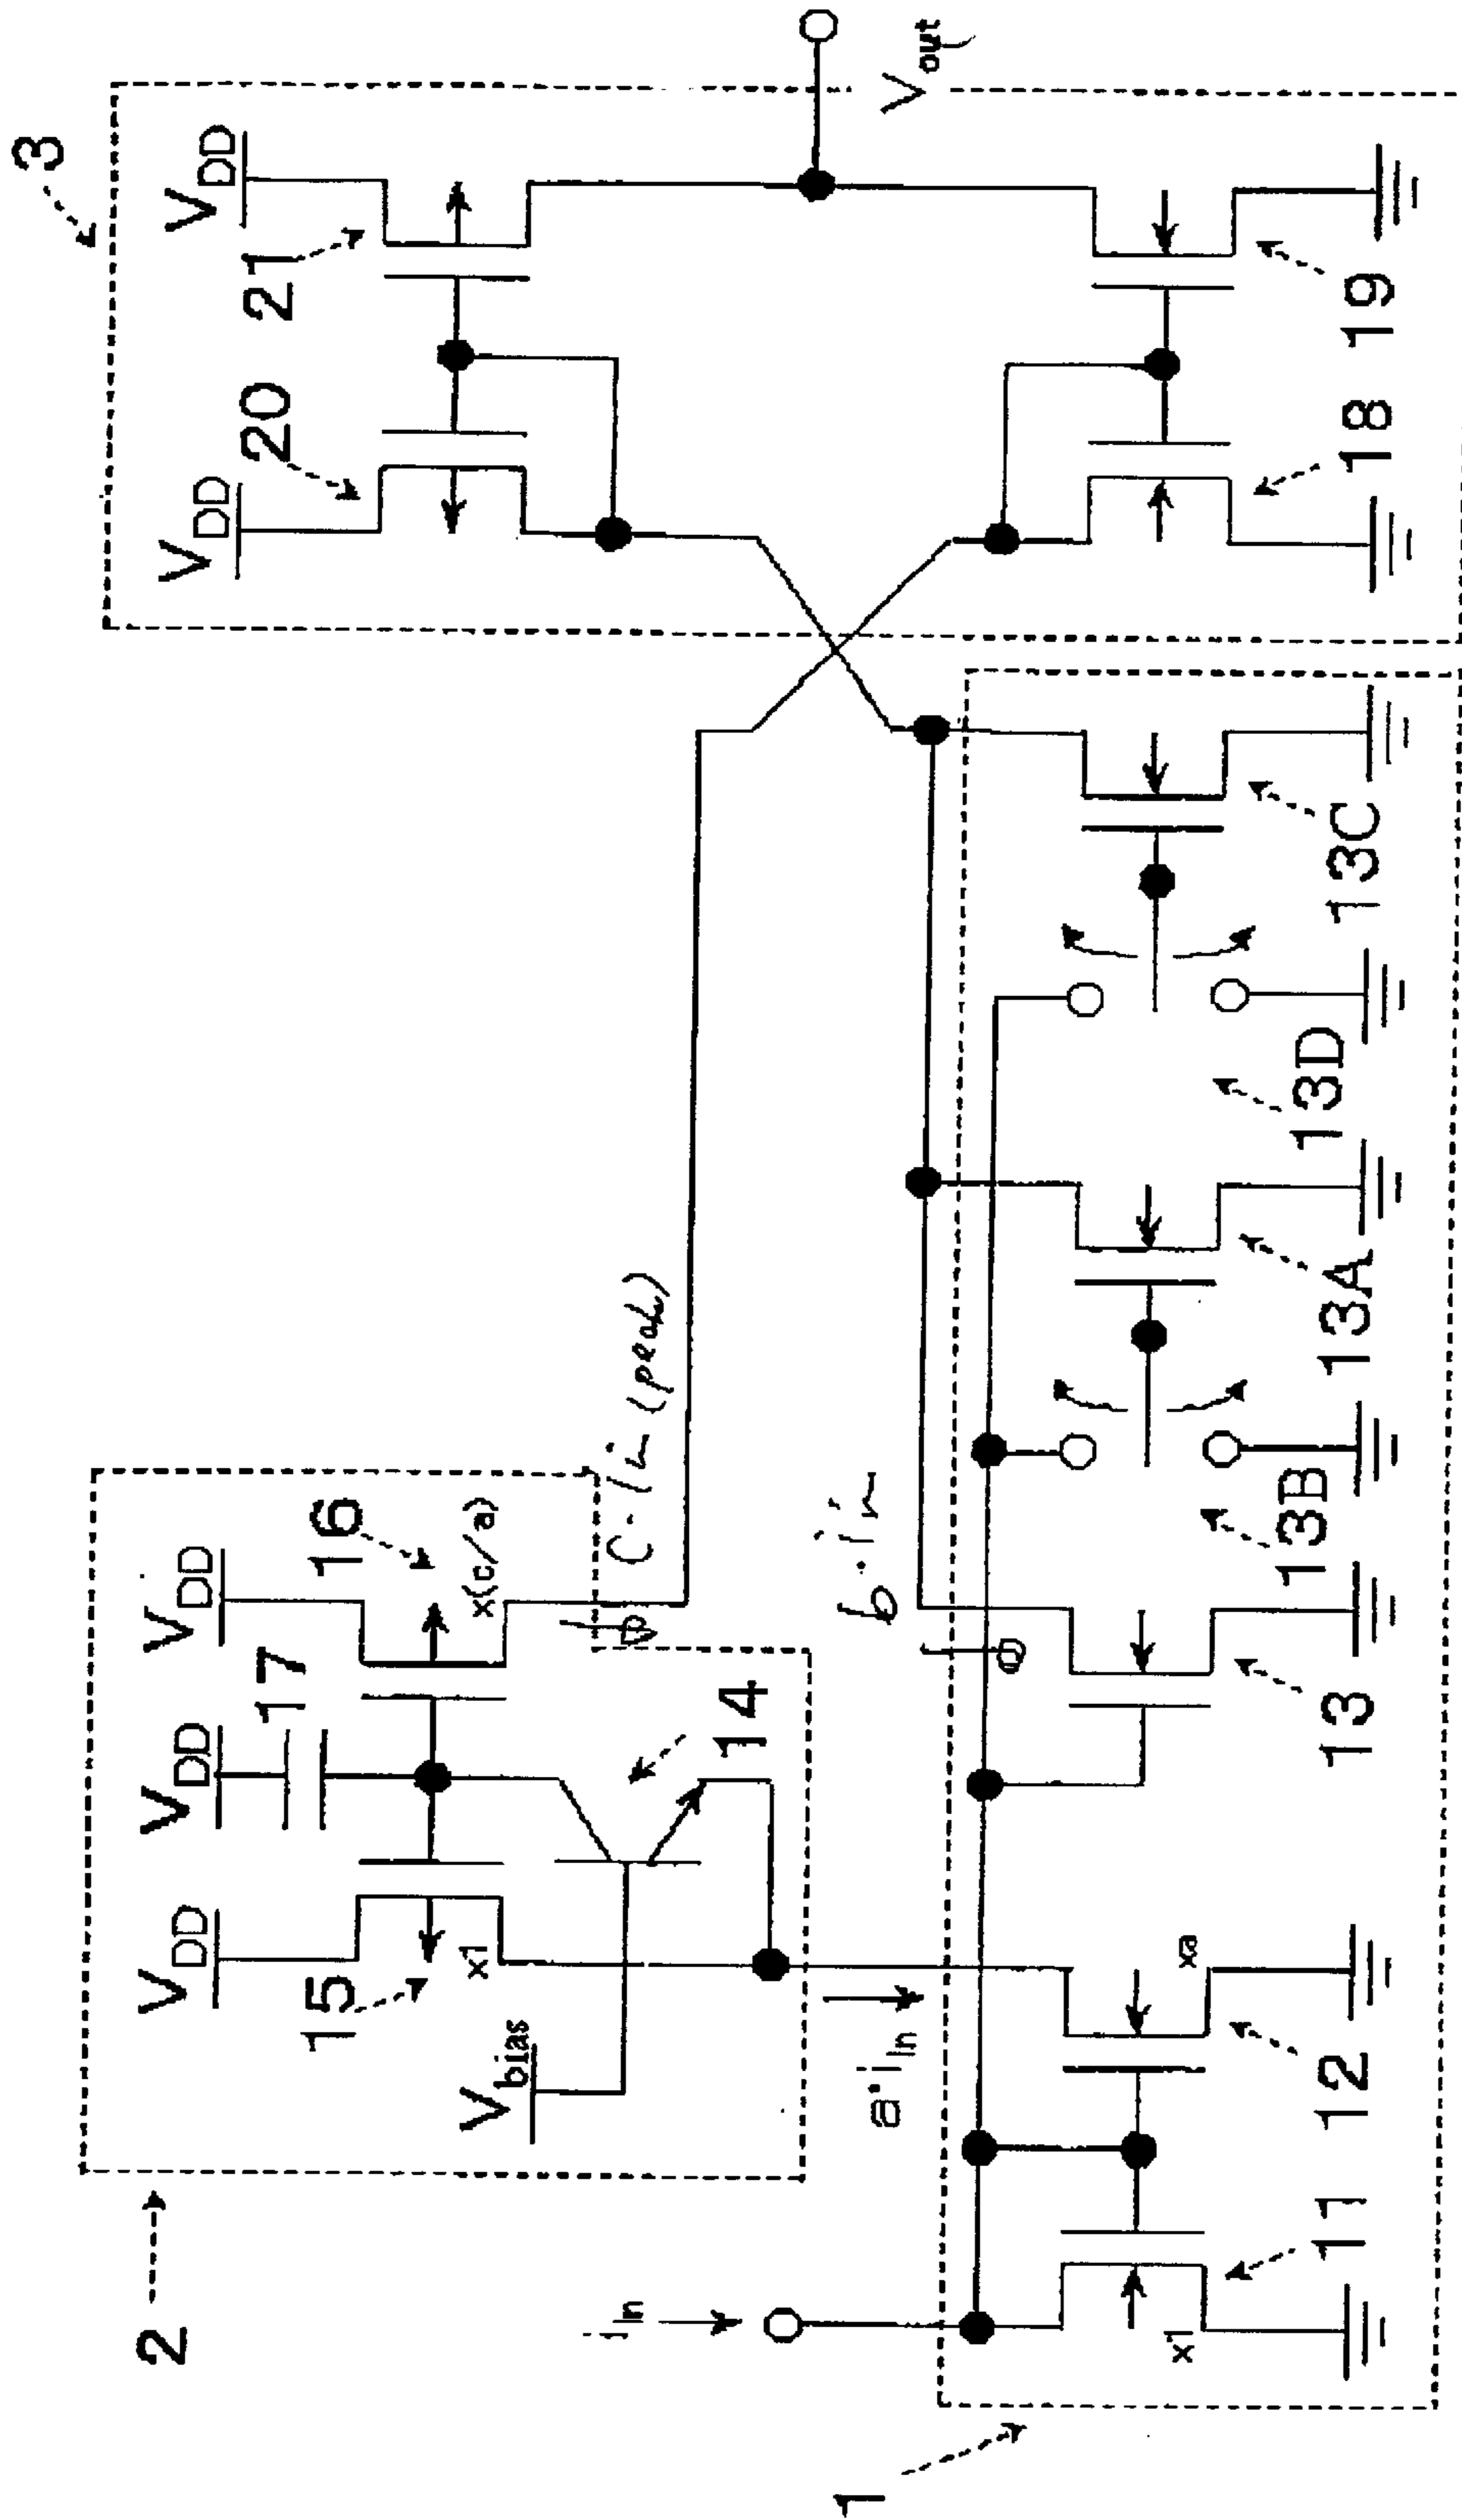 3
V_DD
V_DD
20
21
V_out
18
19
2
V_DD
V_DD
V_DD
15
17
16
x1
x(c/a)
V_bias
14
C·i_in (peak)
i_in
a·i_in
b·i_in
1
x1
xa
11
12
13
13B
13A
13D
13C